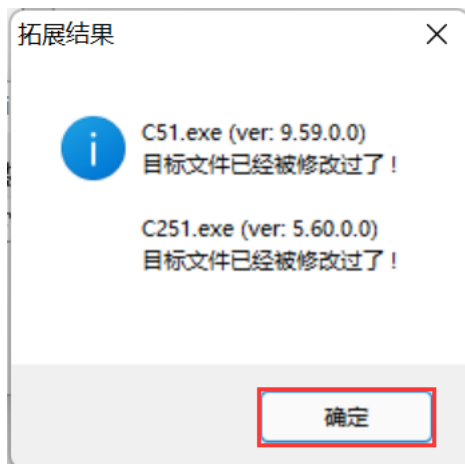 拓展结果
C51.exe (ver: 9.59.0.0)
目标文件已经被修改过了！
C251.exe (ver: 5.60.0.0)
目标文件已经被修改过了！
确定